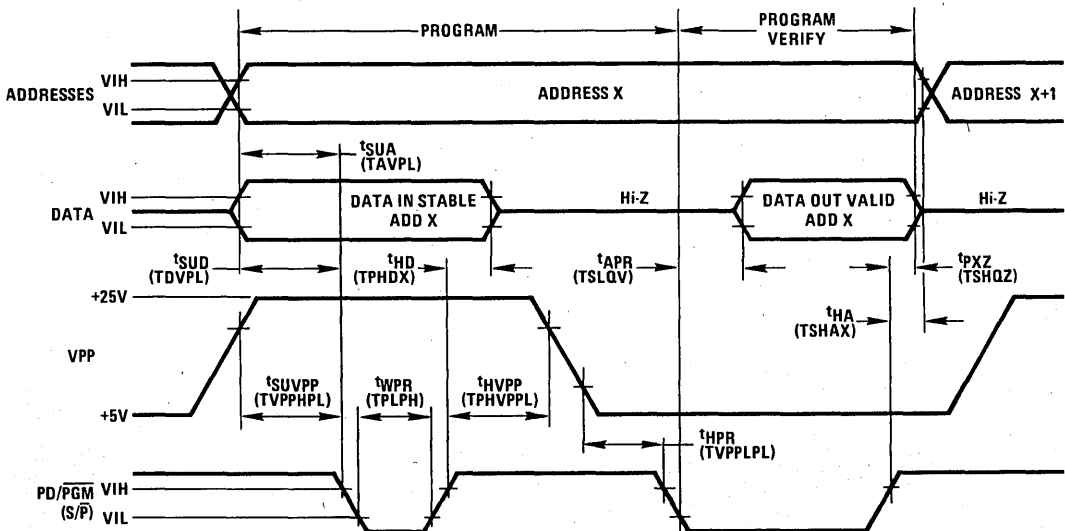 PROGRAM
PROGRAM
VERIFY
ADDRESSES
VIH
VIL
ADDRESS X
ADDRESS X+1
tSUA
(TAVPL)
DATA
VIH
VIL
DATA IN STABLE
ADD X
Hi-Z
DATA OUT VALID
ADD X
Hi-Z
tSUD
(TDVPL)
tHD
(TPHDX)
tAPR
(TSLQV)
tPXZ
(TSHQZ)
+25V
tHA
(TSHAX)
VPP
tSUVPP
(TVPPHPL)
tWPR
(TPLPH)
tHVPP
(TPHVPPL)
+5V
tHPR
(TVPPLPL)
PD/PGM
(S/P)
VIH
VIL